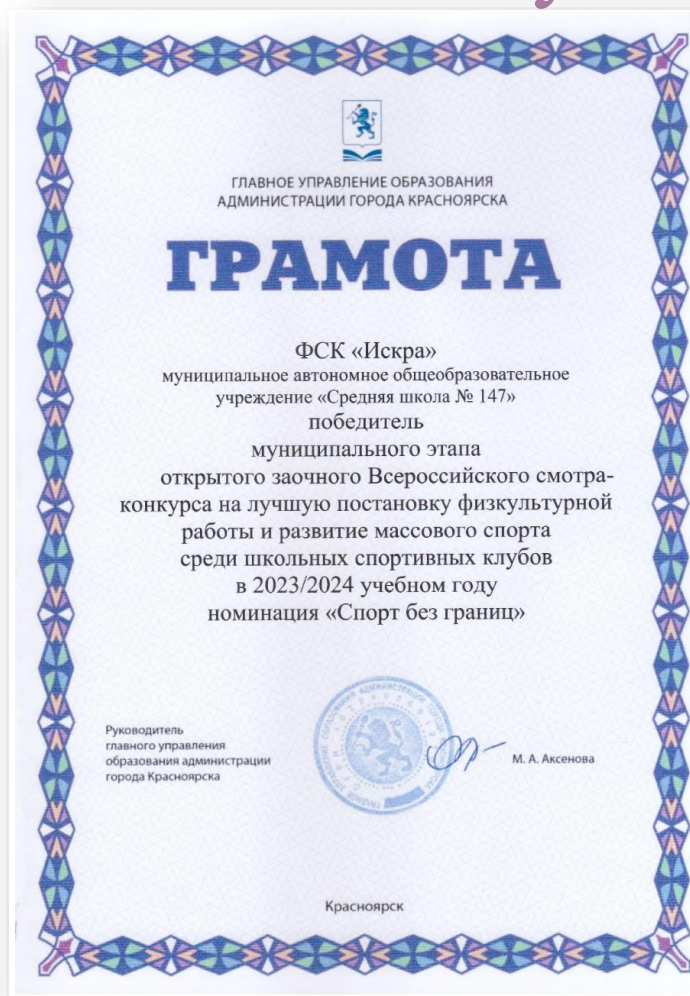 ГЛАВНОЕ УПРАВЛЕНИЕ ОБРАЗОВАНИЯ
АДМИНИСТРАЦИИ ГОРОДА КРАСНОЯРСКА
ГРАМОТА
ФСК «Искра»
муниципальное автономное общеобразовательное
учреждение «Средняя школа № 147»
победитель
муниципального этапа
открытого заочного Всероссийского смотра-
конкурса на лучшую постановку физкультурной
работы и развитие массового спорта
среди школьных спортивных клубов
в 2023/2024 учебном году
номинация «Спорт без границ»
Руководитель
главного управления
образования администрации
города Красноярска
М. А. Аксенова
Красноярск